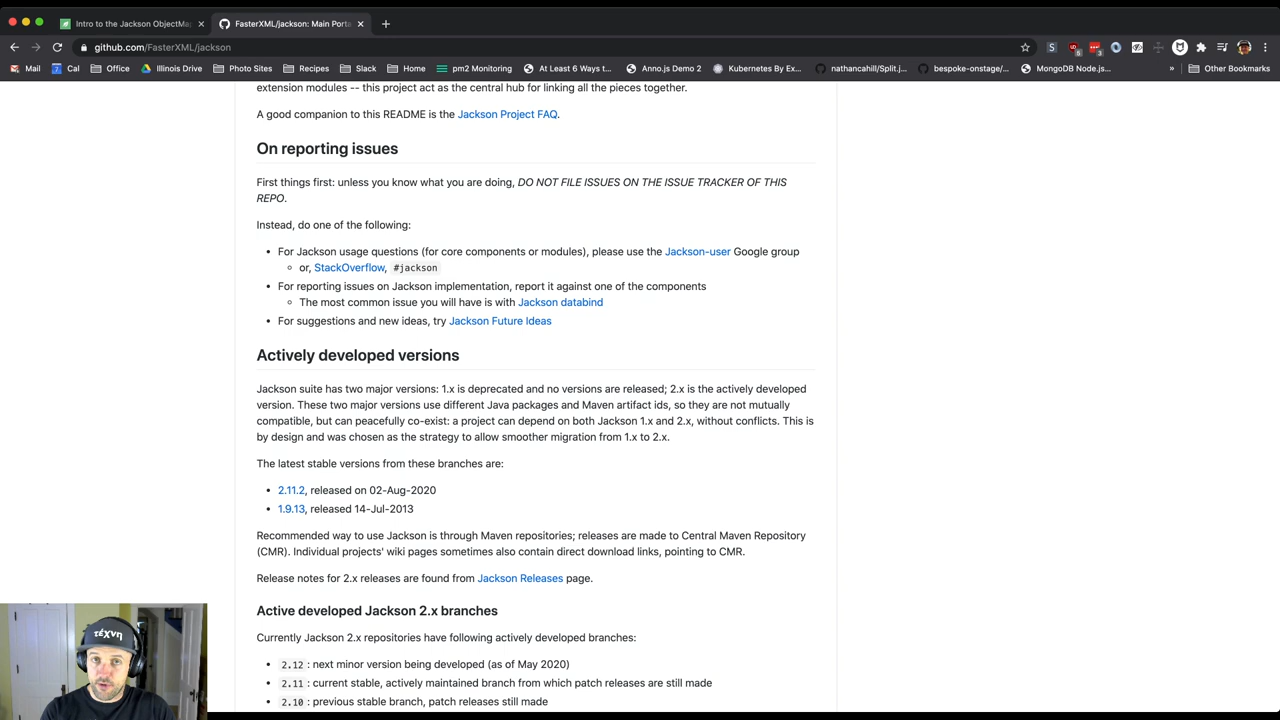 Intro to the Jackson ObjectMa
FasterXML/jackson: Main Porta
github.com/FasterXML/jackson
Mail
Cal
Office
Illinois Drive
Photo Sites
Recipes
Slack
Home
pm2 Monitoring
At Least 6 Ways t...
Anno.js Demo 2
Kubernetes By Ex...
nathancahill/Split.j...
bespoke-onstage/...
MongoDB Node.js...
»
Other Bookmarks
extension modules -- this project act as the central hub for linking all the pieces together.
A good companion to this README is the Jackson Project FAQ.
On reporting issues
First things first: unless you know what you are doing, DO NOT FILE ISSUES ON THE ISSUE TRACKER OF THIS
REPO.
Instead, do one of the following:
• For Jackson usage questions (for core components or modules), please use the Jackson-user Google group
◦ or, StackOverflow, #jackson
• For reporting issues on Jackson implementation, report it against one of the components
◦ The most common issue you will have is with Jackson databind
• For suggestions and new ideas, try Jackson Future Ideas
Actively developed versions
Jackson suite has two major versions: 1.x is deprecated and no versions are released; 2.x is the actively developed
version. These two major versions use different Java packages and Maven artifact ids, so they are not mutually
compatible, but can peacefully co-exist: a project can depend on both Jackson 1.x and 2.x, without conflicts. This is
by design and was chosen as the strategy to allow smoother migration from 1.x to 2.x.
The latest stable versions from these branches are:
• 2.11.2, released on 02-Aug-2020
• 1.9.13, released 14-Jul-2013
Recommended way to use Jackson is through Maven repositories; releases are made to Central Maven Repository
(CMR). Individual projects' wiki pages sometimes also contain direct download links, pointing to CMR.
Release notes for 2.x releases are found from Jackson Releases page.
Active developed Jackson 2.x branches
Currently Jackson 2.x repositories have following actively developed branches:
τέχνη
• 2.12 : next minor version being developed (as of May 2020)
• 2.11 : current stable, actively maintained branch from which patch releases are still made
• 2.10 : previous stable branch, patch releases still made